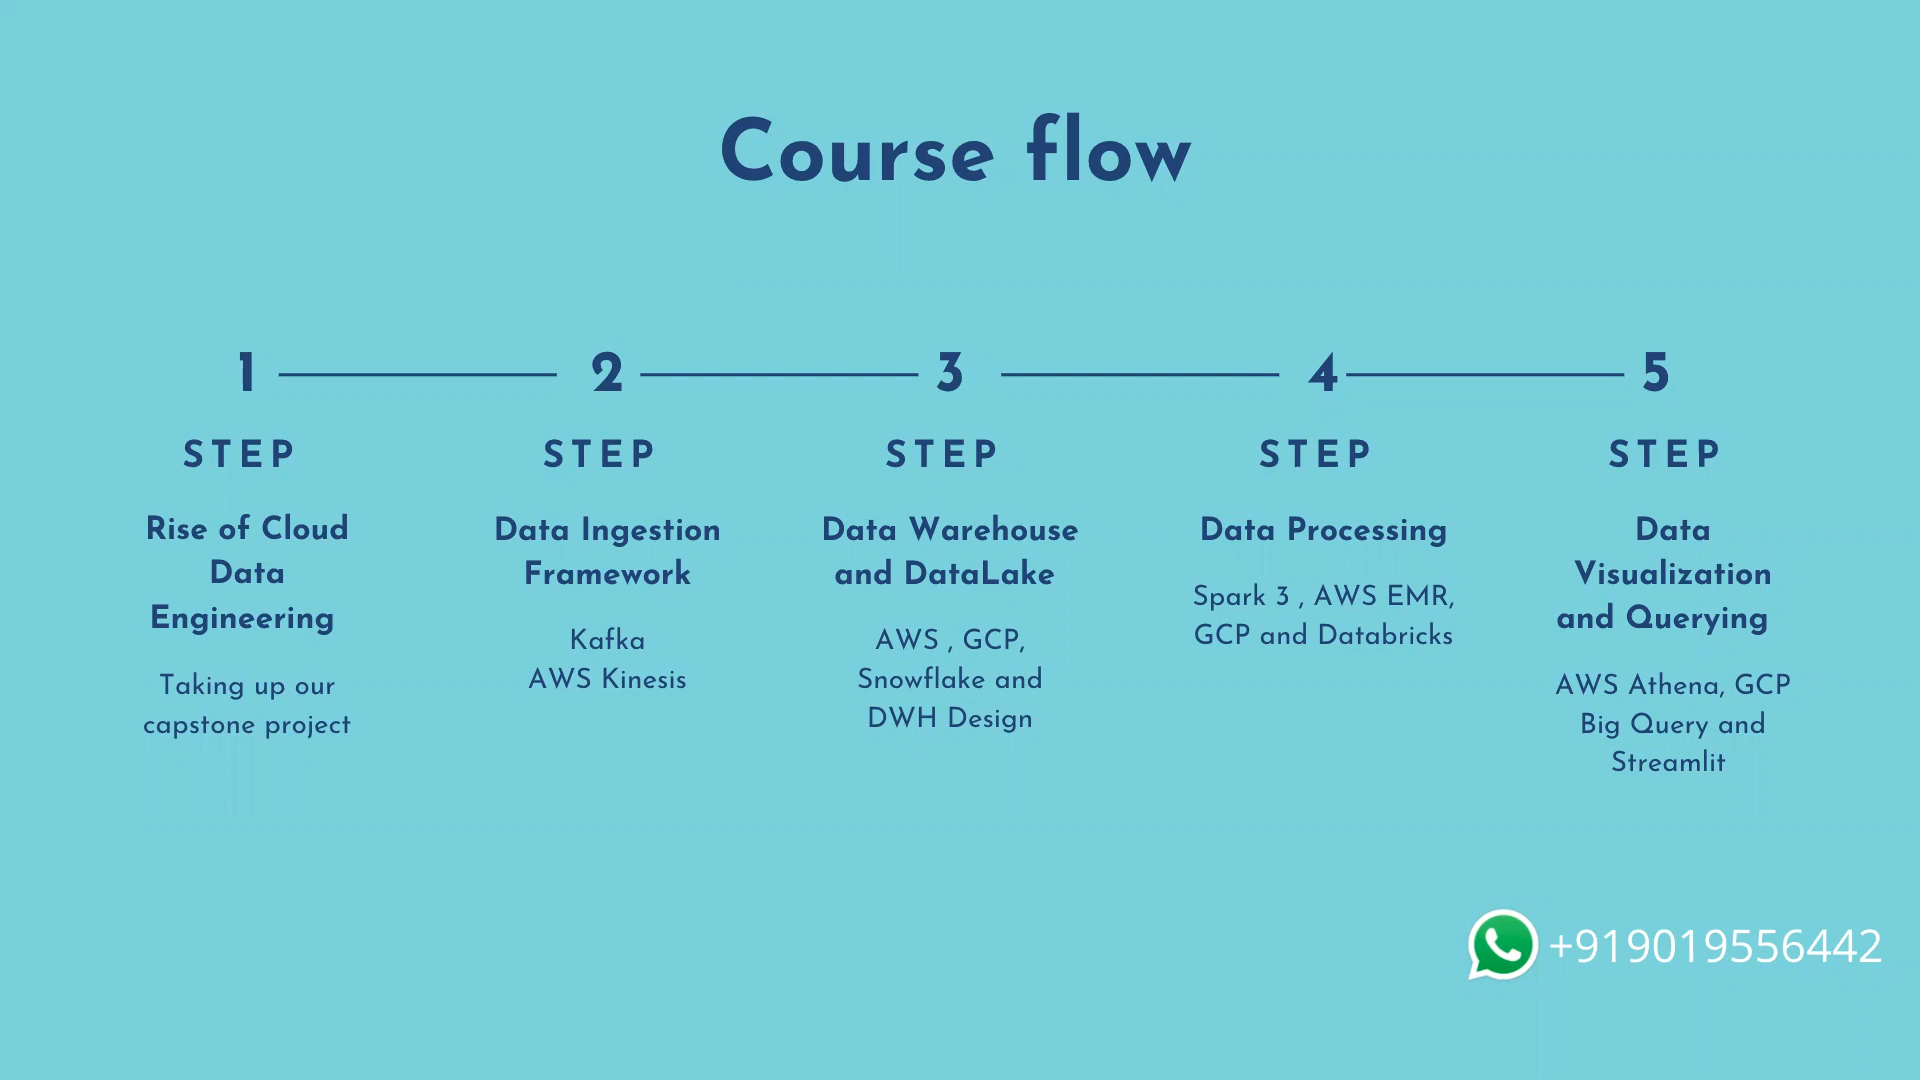 Course flow
1
STEP
Rise of Cloud
Data
Engineering
Taking up our
capstone project
2
STEP
Data Ingestion
Framework
Kafka
AWS Kinesis
3
STEP
Data Warehouse
and DataLake
AWS , GCP,
Snowflake and
DWH Design
4
STEP
Data Processing
Spark 3 , AWS EMR,
GCP and Databricks
5
STEP
Data
Visualization
and Querying
AWS Athena, GCP
Big Query and
Streamlit
+919019556442